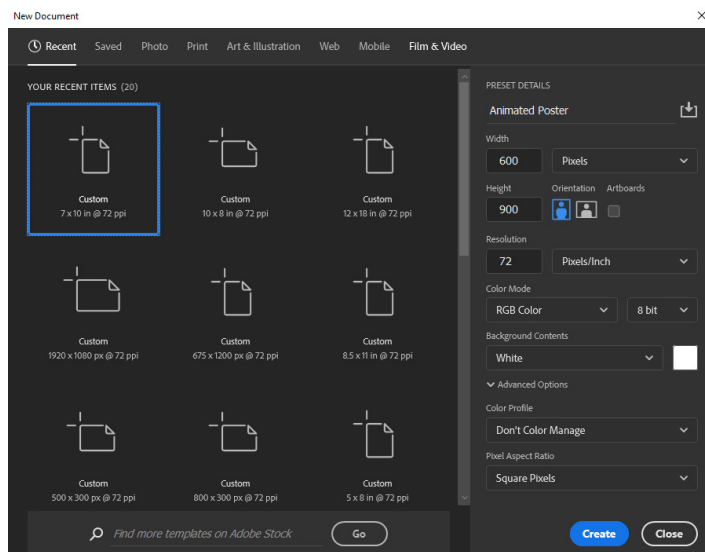 New Document
Recent Saved Photo Print Art & Illustration Web Mobile Film & Video
YOUR RECENT ITEMS (20)
Custom
7 x 10 in @ 72 ppi
Custom
10 x 8 in @ 72 ppi
Custom
12 x 18 in @ 72 ppi
Custom
1920 x 1080 px @ 72 ppi
Custom
675 x 1200 px @ 72 ppi
Custom
8.5 x 11 in @ 72 ppi
Custom
500 x 300 px @ 72 ppi
Custom
800 x 300 px @ 72 ppi
Custom
5 x 8 in @ 72 ppi
Find more templates on Adobe Stock Go
PRESET DETAILS
Animated Poster
Width
600 Pixels
Height Orientation Artboards
900
Resolution
72 Pixels/Inch
Color Mode
RGB Color 8 bit
Background Contents
White
Advanced Options
Color Profile
Don't Color Manage
Pixel Aspect Ratio
Square Pixels
Create Close